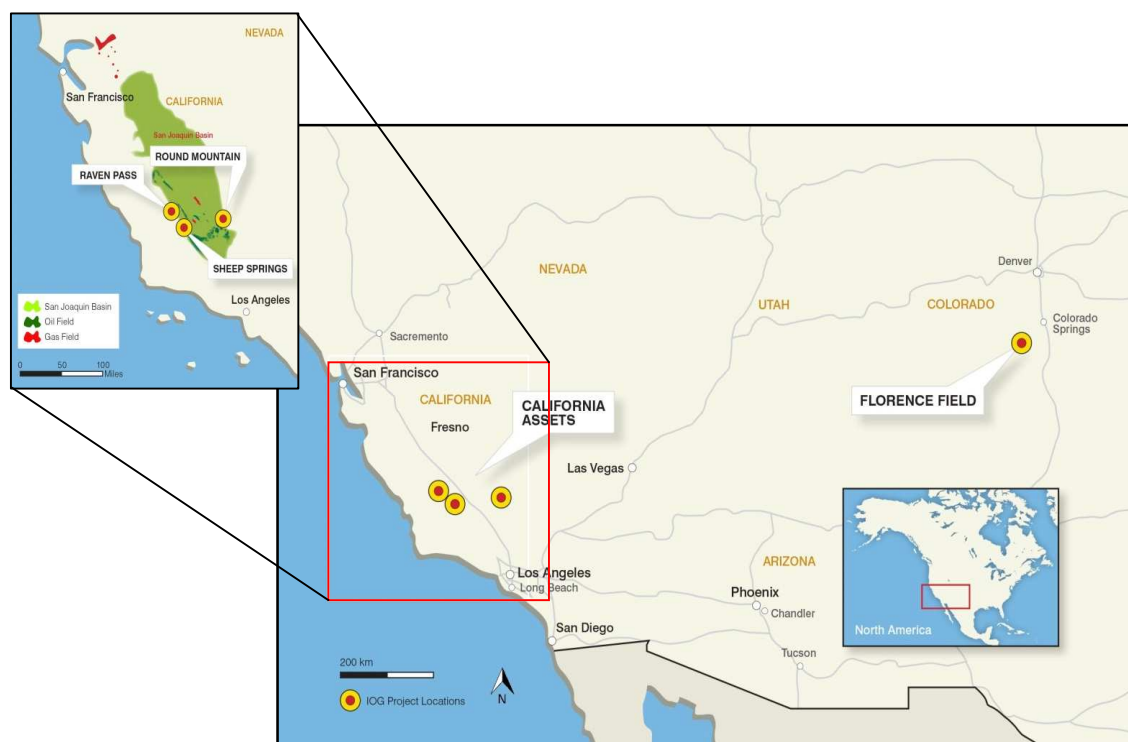 NEVADA
San Francisco
CALIFORNIA
San Joaquin Basin
ROUND MOUNTAIN
RAVEN PASS
SHEEP SPRINGS
Los Angeles
San Joaquin Basin
Oil Field
Gas Field
0 50 100
Miles
NEVADA
UTAH
COLORADO
Denver
Colorado
Springs
Sacremento
San Francisco
CALIFORNIA
Fresno
CALIFORNIA
ASSETS
FLORENCE FIELD
Las Vegas
ARIZONA
Los Angeles
Long Beach
Phoenix
Chandler
San Diego
Tucson
North America
200 km
N
IOG Project Locations